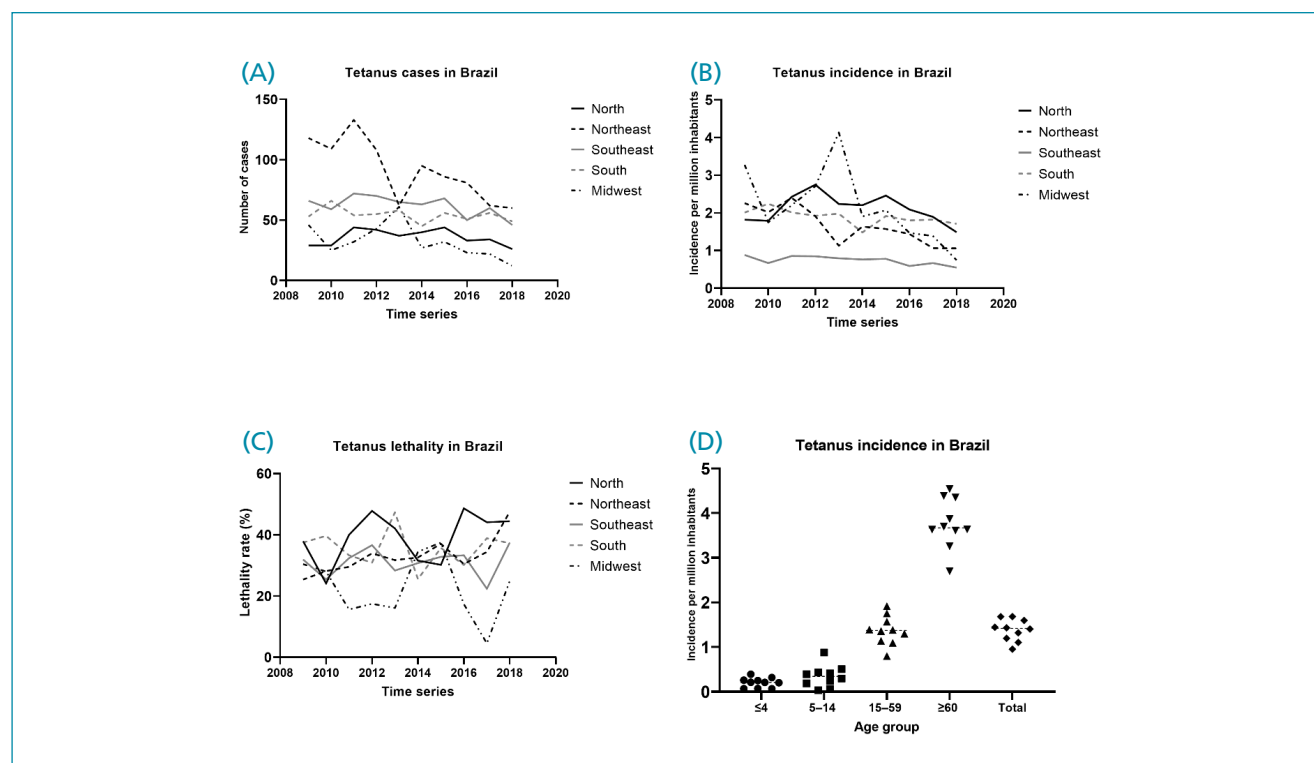 (A)
Tetanus cases in Brazil
150
100
50
0
Number of cases
2008 2010 2012 2014 2016 2018 2020
Time series
North
Northeast
Southeast
South
Midwest
(B)
Tetanus incidence in Brazil
5
4
3
2
1
0
Incidence per million inhabitants
2008 2010 2012 2014 2016 2018 2020
Time series
North
Northeast
Southeast
South
Midwest
(C)
Tetanus lethality in Brazil
60
40
20
0
Lethality rate (%)
2008 2010 2012 2014 2016 2018 2020
Time series
North
Northeast
Southeast
South
Midwest
(D)
Tetanus incidence in Brazil
5
4
3
2
1
0
Incidence per million inhabitants
≤4 5–14 15–59 ≥60 Total
Age group